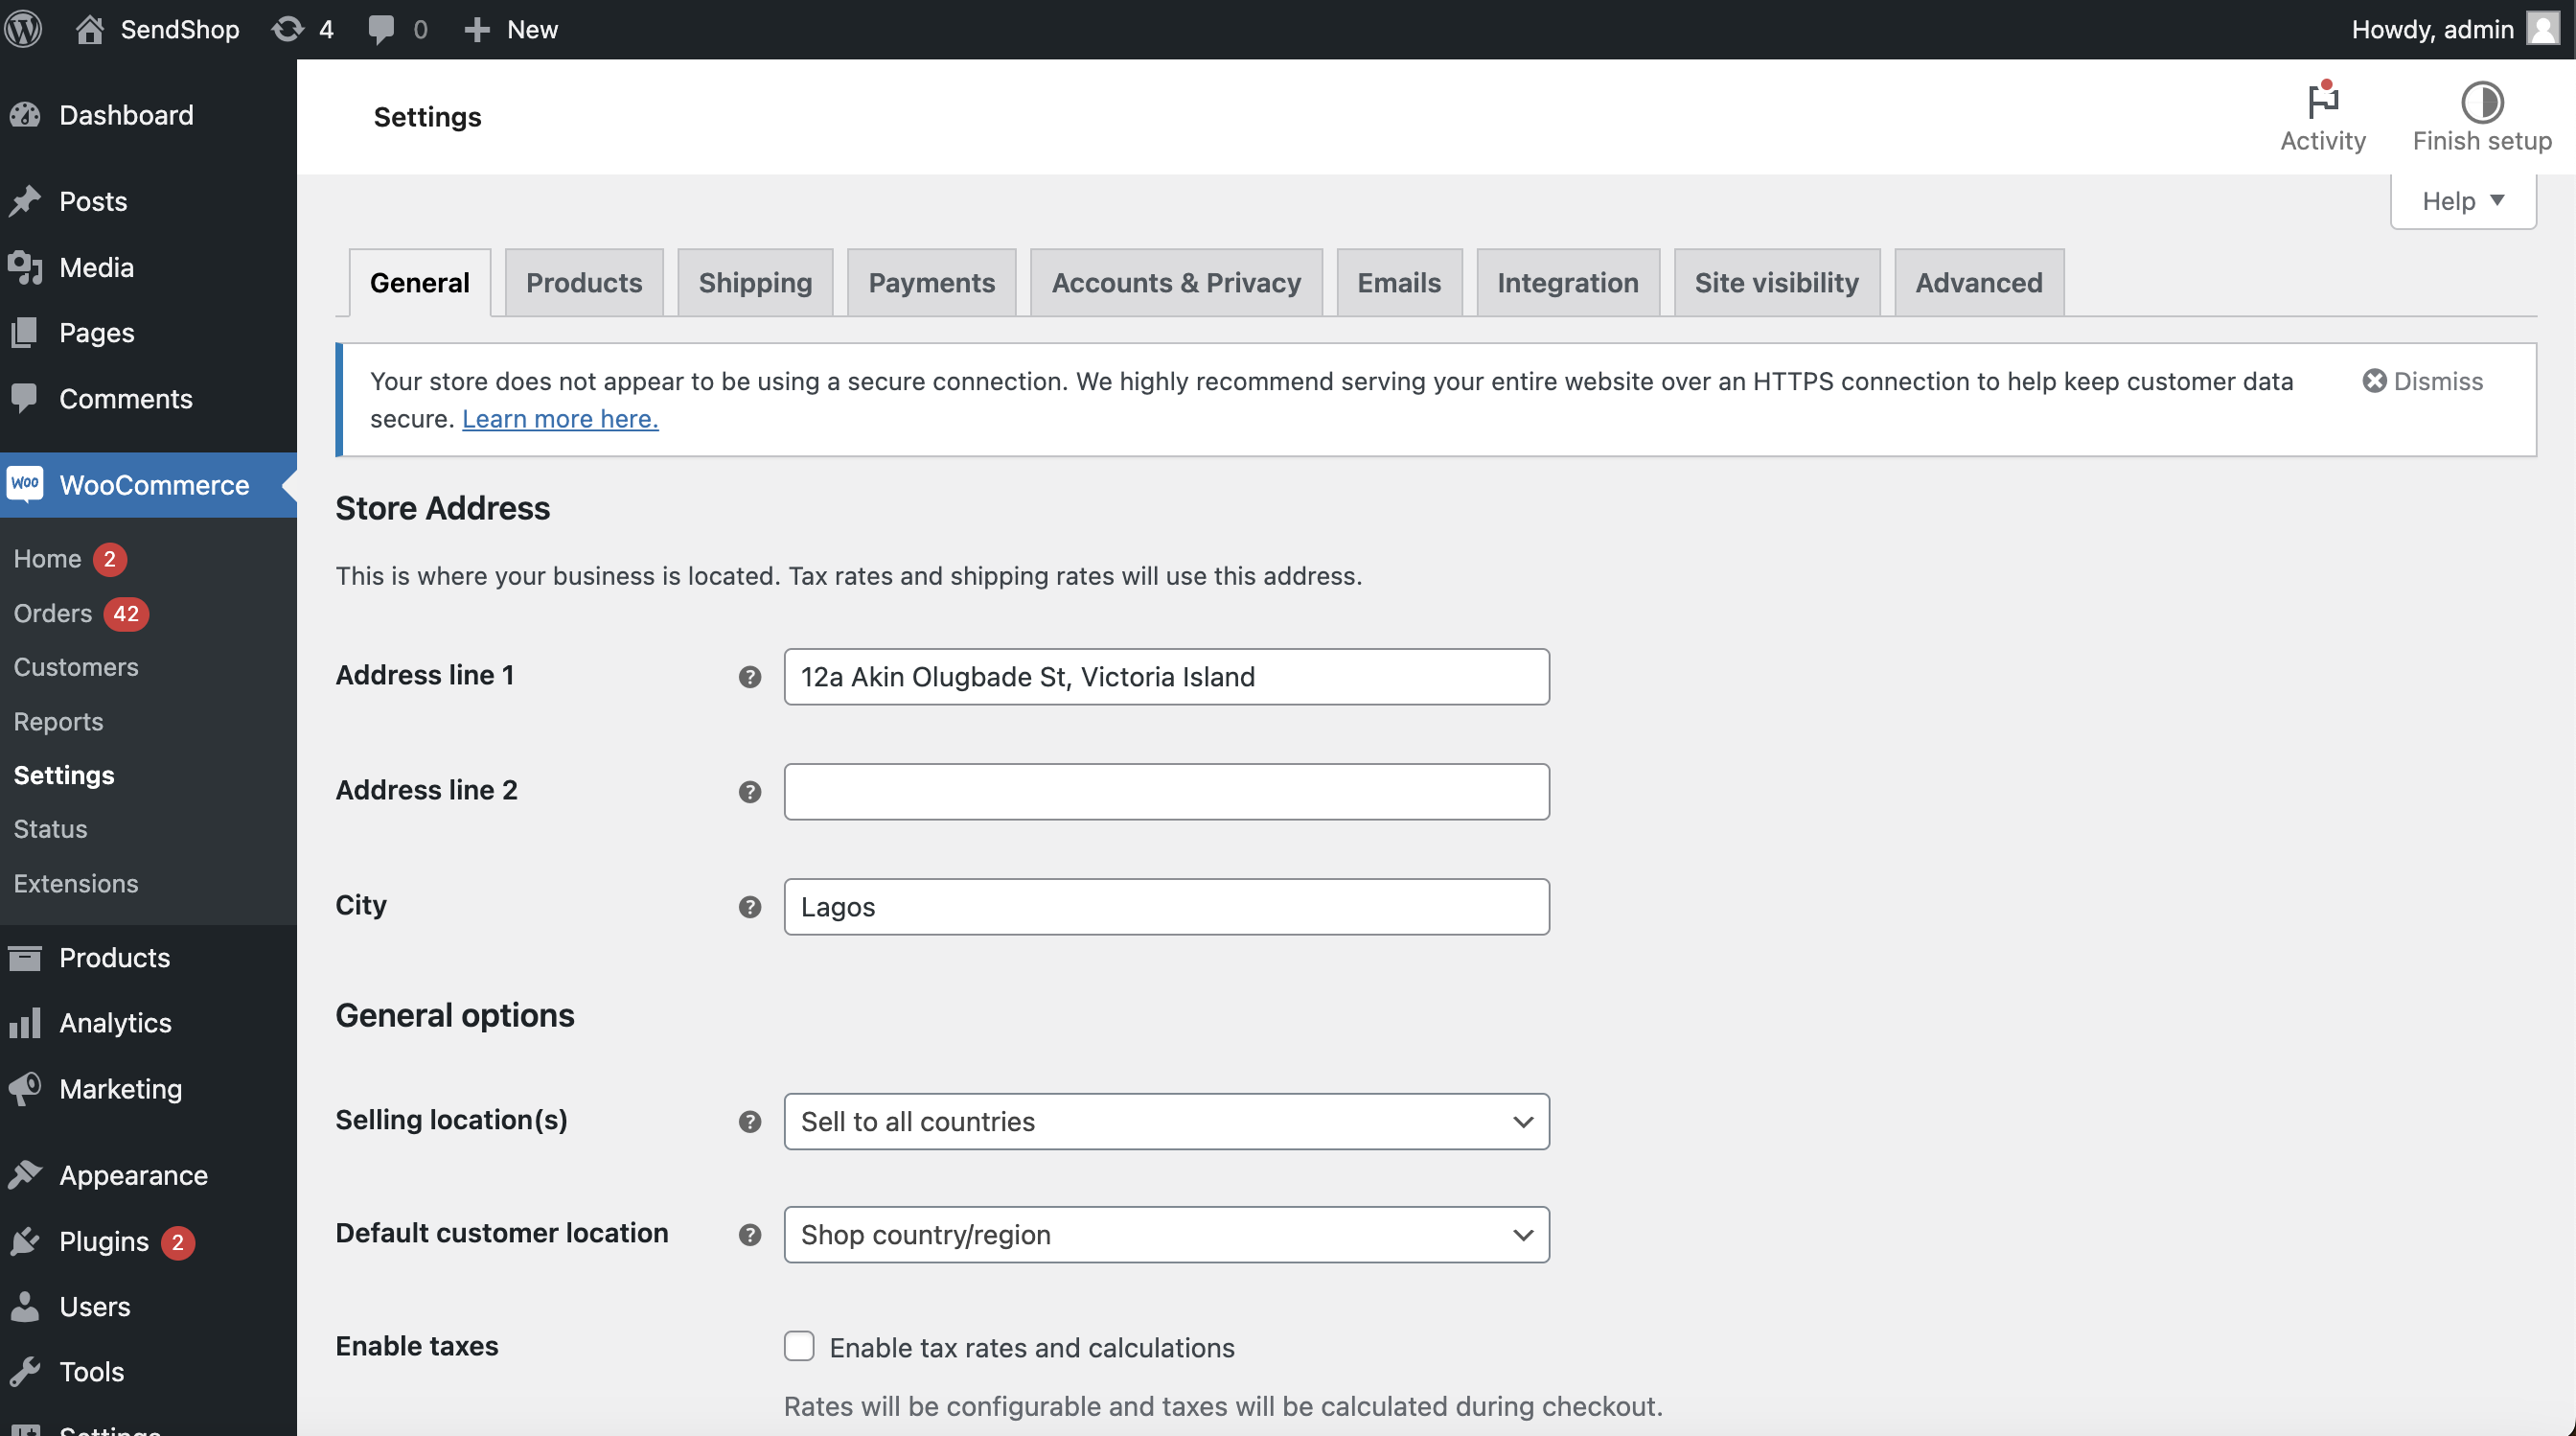 SendShop 4 0 New Howdy, admin
Dashboard
Posts
Media
Pages
Comments
Woo WooCommerce
Home 2
Orders 42
Customers
Reports
Settings
Status
Extensions
Products
Analytics
Marketing
Appearance
Plugins 2
Users
Tools
Settings
Settings
Activity
Finish setup
Help
General Products Shipping Payments Accounts & Privacy Emails Integration Site visibility Advanced
Your store does not appear to be using a secure connection. We highly recommend serving your entire website over an HTTPS connection to help keep customer data
secure. Learn more here.
Dismiss
Store Address
This is where your business is located. Tax rates and shipping rates will use this address.
Address line 1 ? 12a Akin Olugbade St, Victoria Island
Address line 2 ?
City ? Lagos
General options
Selling location(s) ? Sell to all countries
Default customer location ? Shop country/region
Enable taxes Enable tax rates and calculations
Rates will be configurable and taxes will be calculated during checkout.